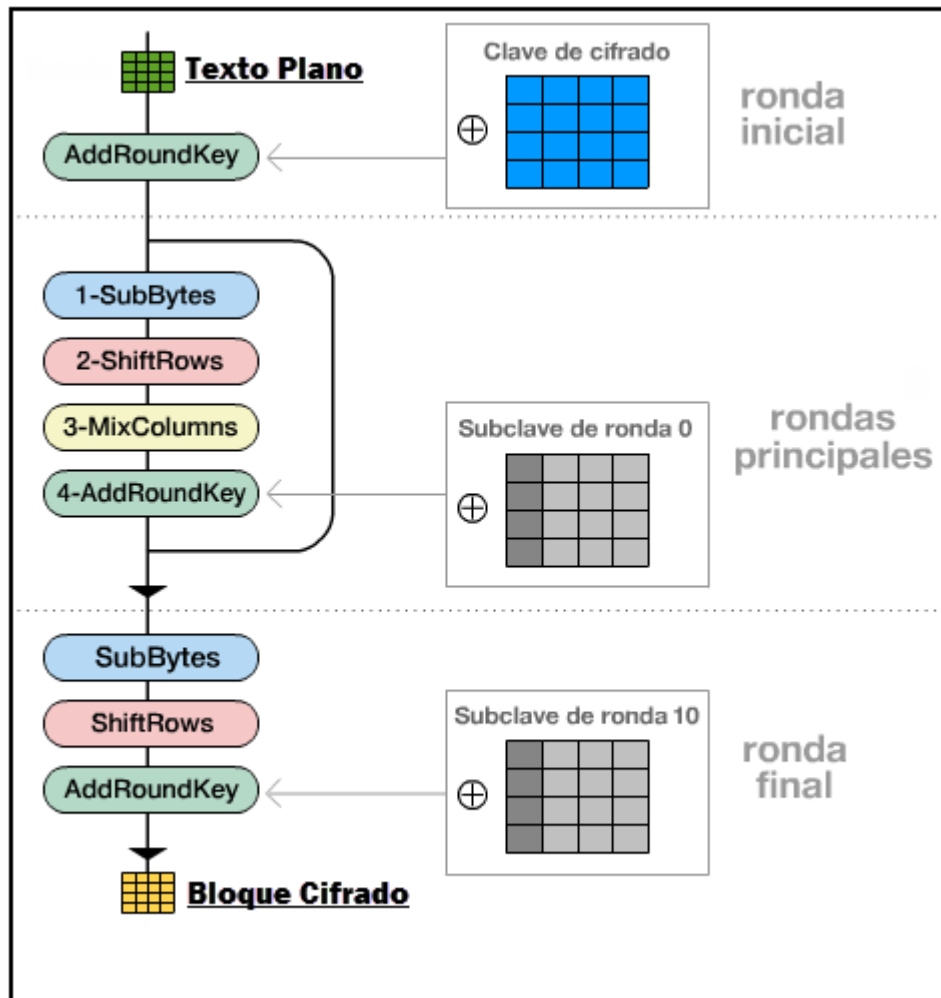 Texto Plano
Clave de cifrado
ronda
inicial
AddRoundKey
1-SubBytes
2-ShiftRows
3-MixColumns
Subclave de ronda 0
rondas
principales
4-AddRoundKey
SubBytes
ShiftRows
Subclave de ronda 10
ronda
final
AddRoundKey
Bloque Cifrado